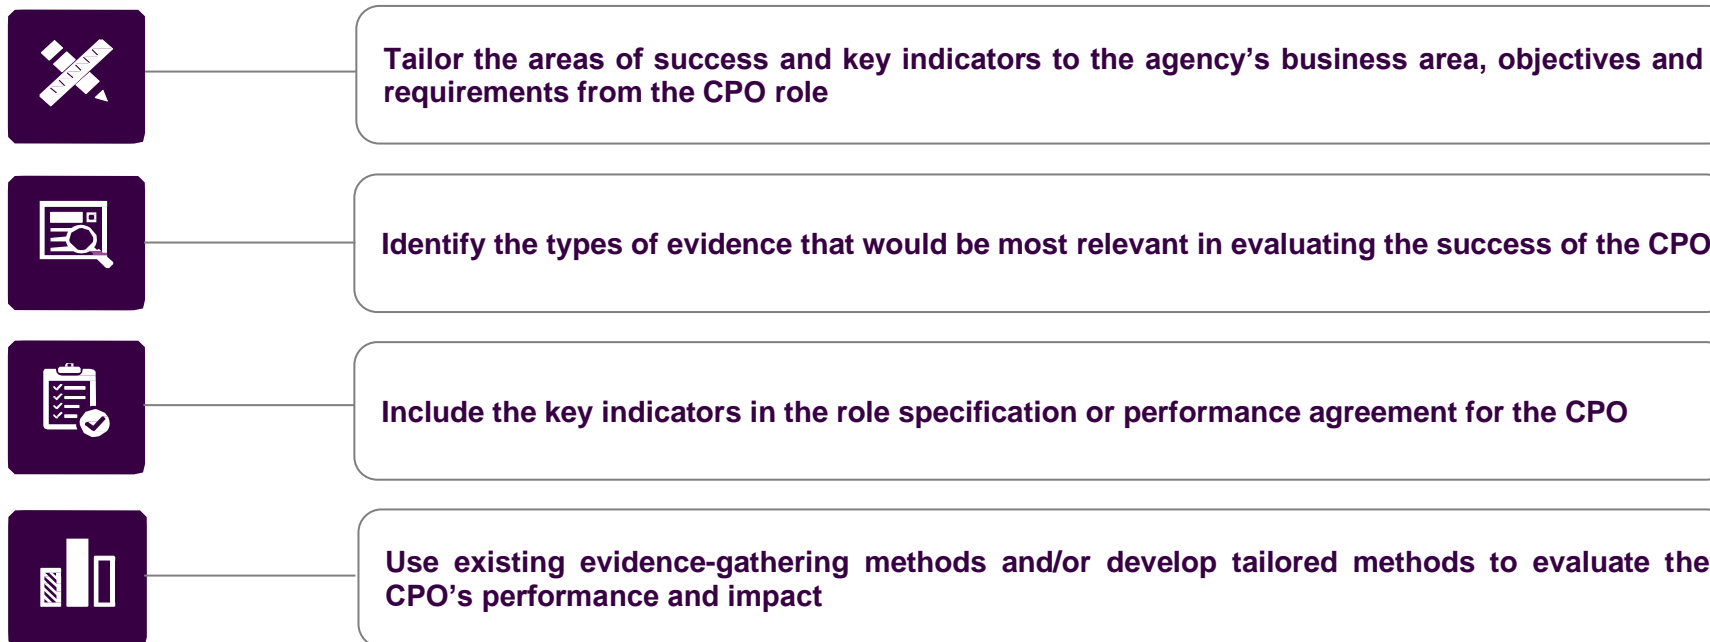 Tailor the areas of success and key indicators to the agency’s business area, objectives and
requirements from the CPO role
Identify the types of evidence that would be most relevant in evaluating the success of the CPO
Include the key indicators in the role specification or performance agreement for the CPO
Use existing evidence-gathering methods and/or develop tailored methods to evaluate the
CPO’s performance and impact